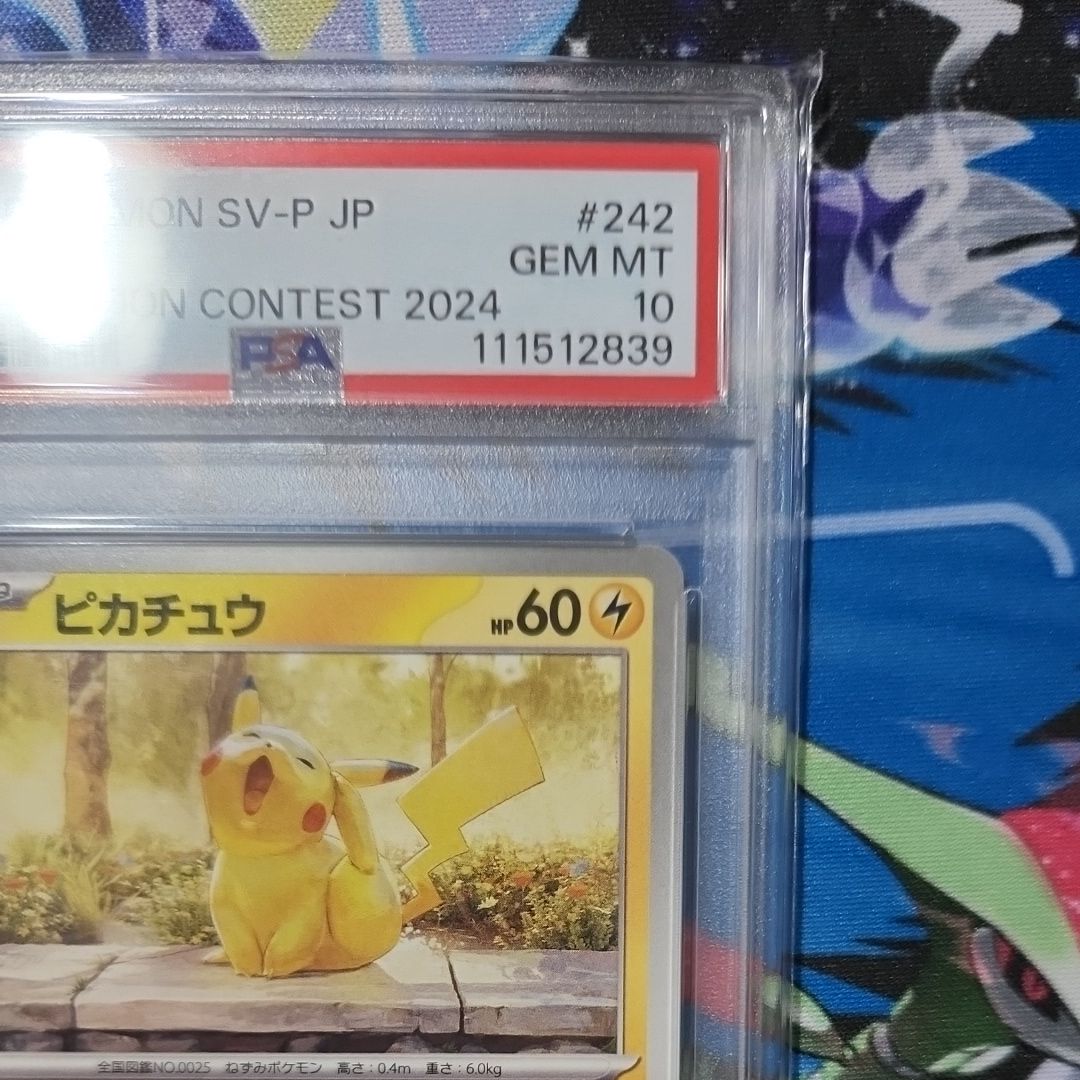 MON SV-P JP #242
GEM MT
ION CONTEST 2024 10
PSA 111512839
ピカチュウ HP60
全国図鑑NO.0025 ねずみポケモン 高さ:0.4m 重さ:6.0kg